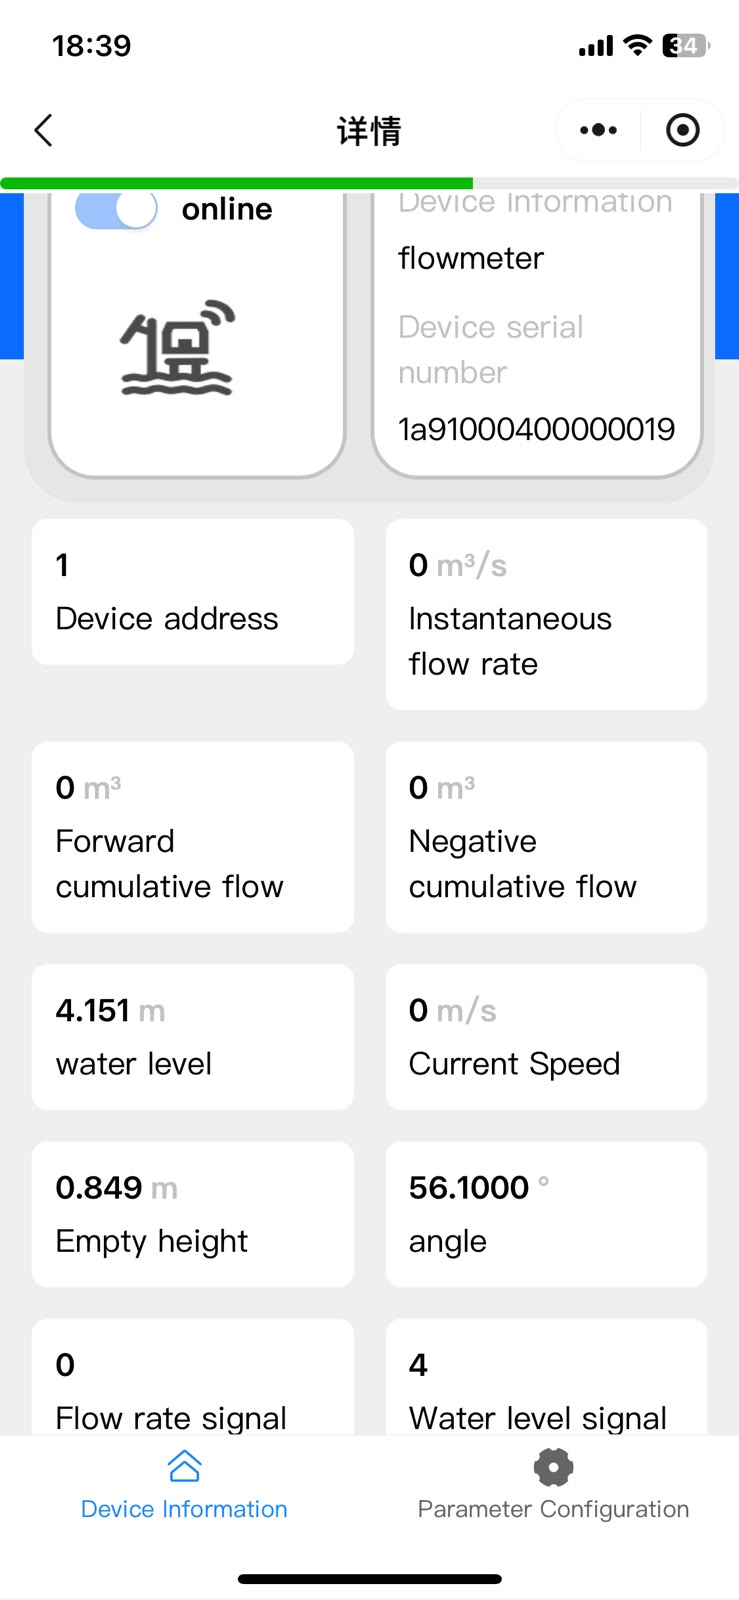 18:39
34
详情
online
Device Information
flowmeter
Device serial
number
1a91000400000019
1
Device address
0 m³/s
Instantaneous
flow rate
0 m³
Forward
cumulative flow
0 m³
Negative
cumulative flow
4.151 m
water level
0 m/s
Current Speed
0.849 m
Empty height
56.1000 °
angle
0
Flow rate signal
4
Water level signal
Device Information
Parameter Configuration